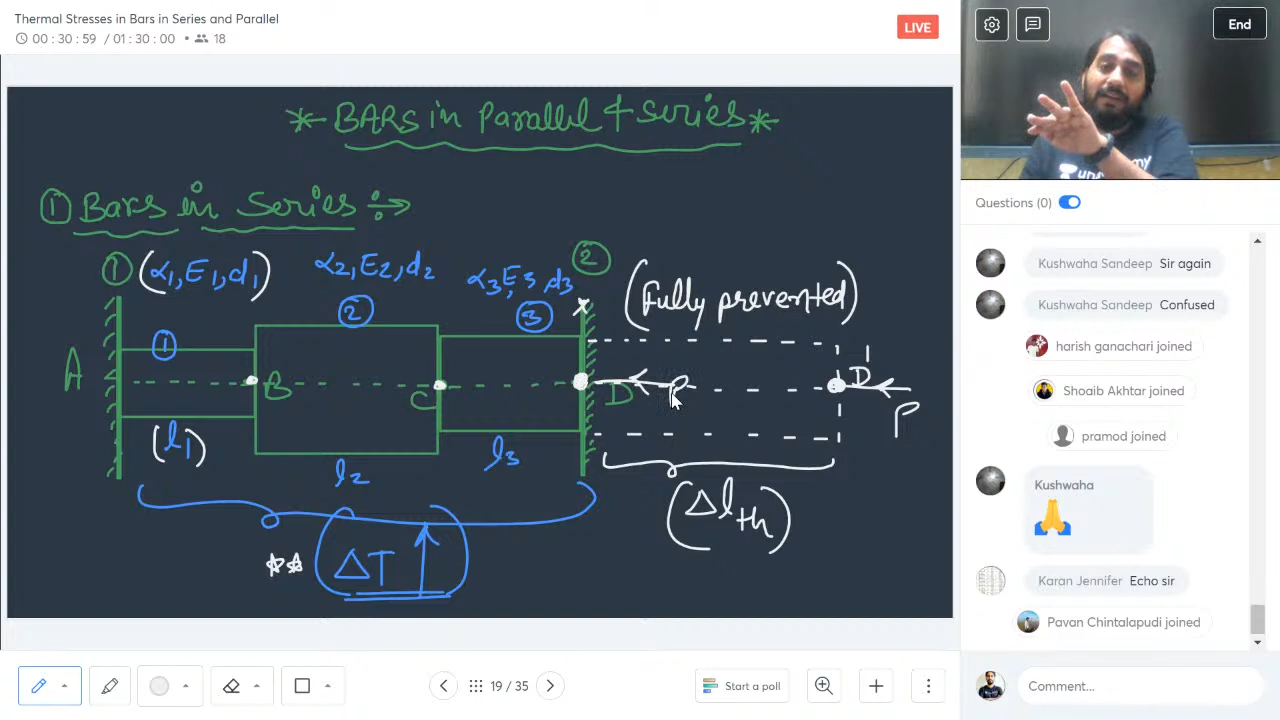 Thermal Stresses in Bars in Series and Parallel
00 : 30 : 59 / 01 : 30 : 00 • 18
LIVE
End
* BARs in Parallel & Series *
① Bars in Series ÷→
① (α1, E1, d1)
α2, E2, d2
α3, E3, d3
②
(Fully prevented)
①
②
③
A
B
C
D
P
D'
P
(l1)
l2
l3
(Δlth)
** (ΔT ↑)
Questions (0)
Kushwaha Sandeep Sir again
Kushwaha Sandeep Confused
harish ganachari joined
Shoaib Akhtar joined
pramod joined
Kushwaha
🙏
Karan Jennifer Echo sir
Pavan Chintalapudi joined
19 / 35
Start a poll
Comment...